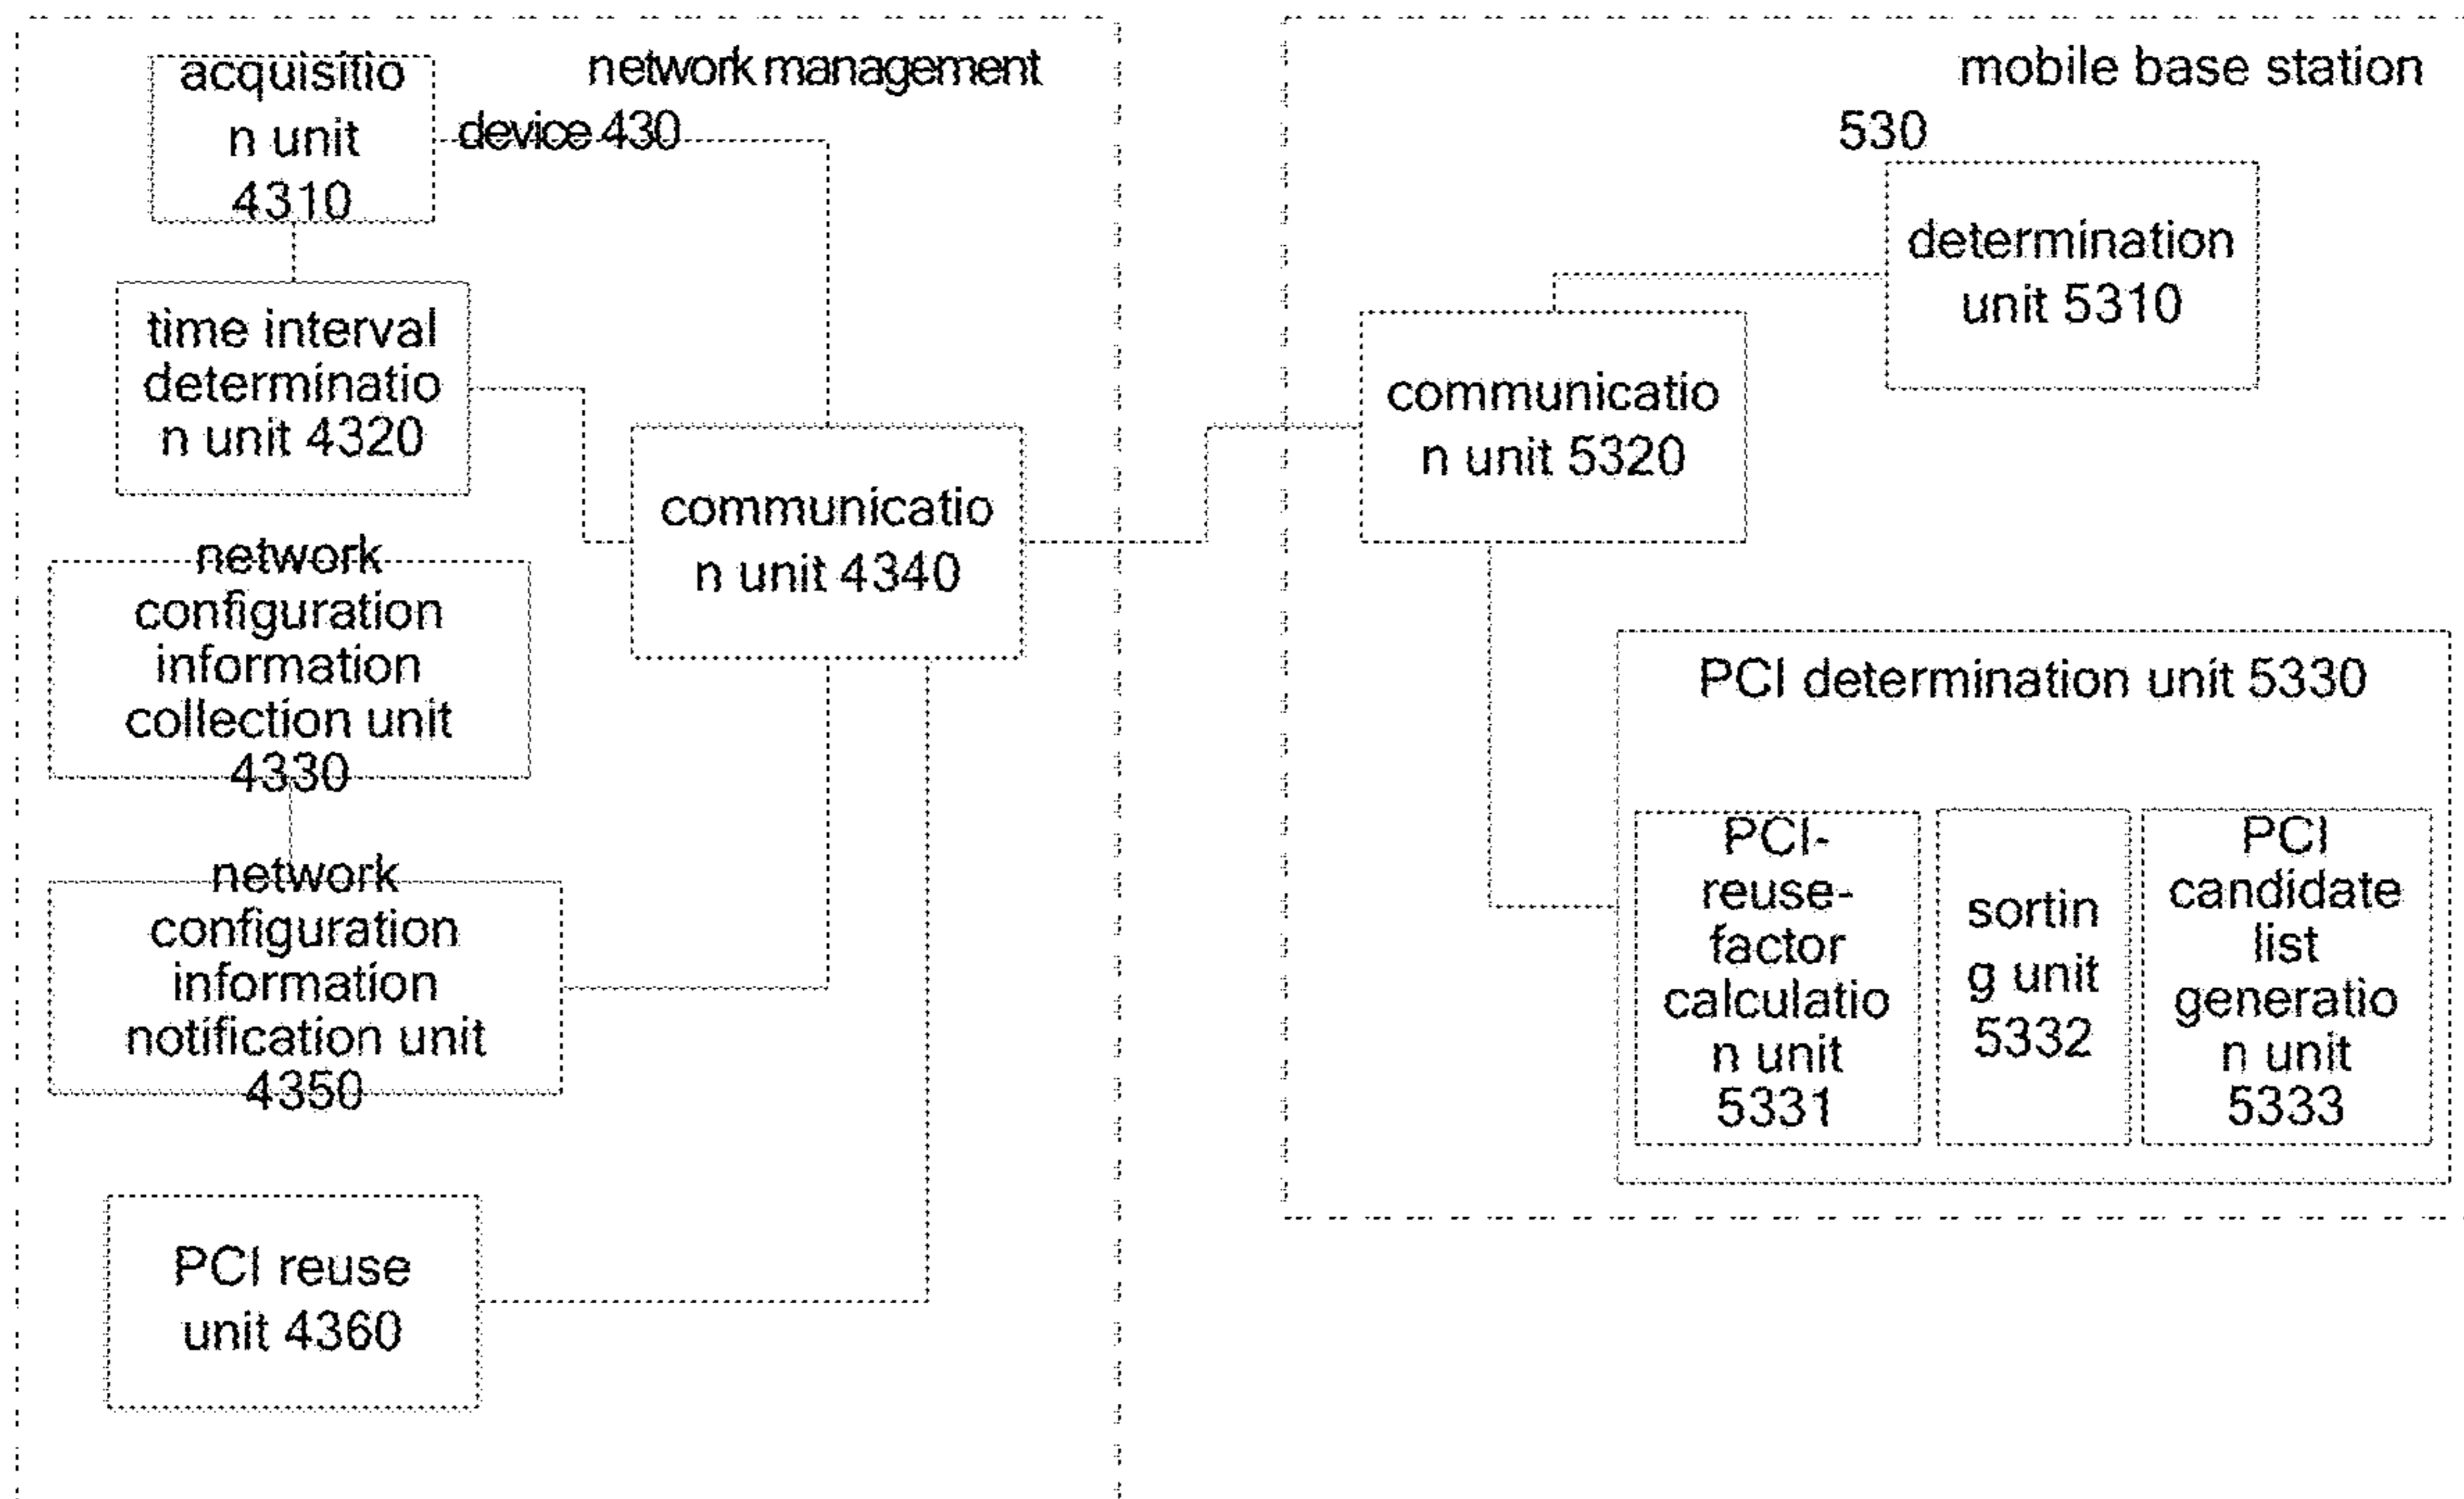 network management
device 430
acquisitio
n unit
4310
time interval
determinatio
n unit 4320
network
configuration
information
collection unit
4330
network
configuration
information
notification unit
4350
PCI reuse
unit 4360
communicatio
n unit 4340
mobile base station
530
determination
unit 5310
communicatio
n unit 5320
PCI determination unit 5330
PCI-
reuse-
factor
calculatio
n unit
5331
sortin
g unit
5332
PCI
candidate
list
generatio
n unit
5333